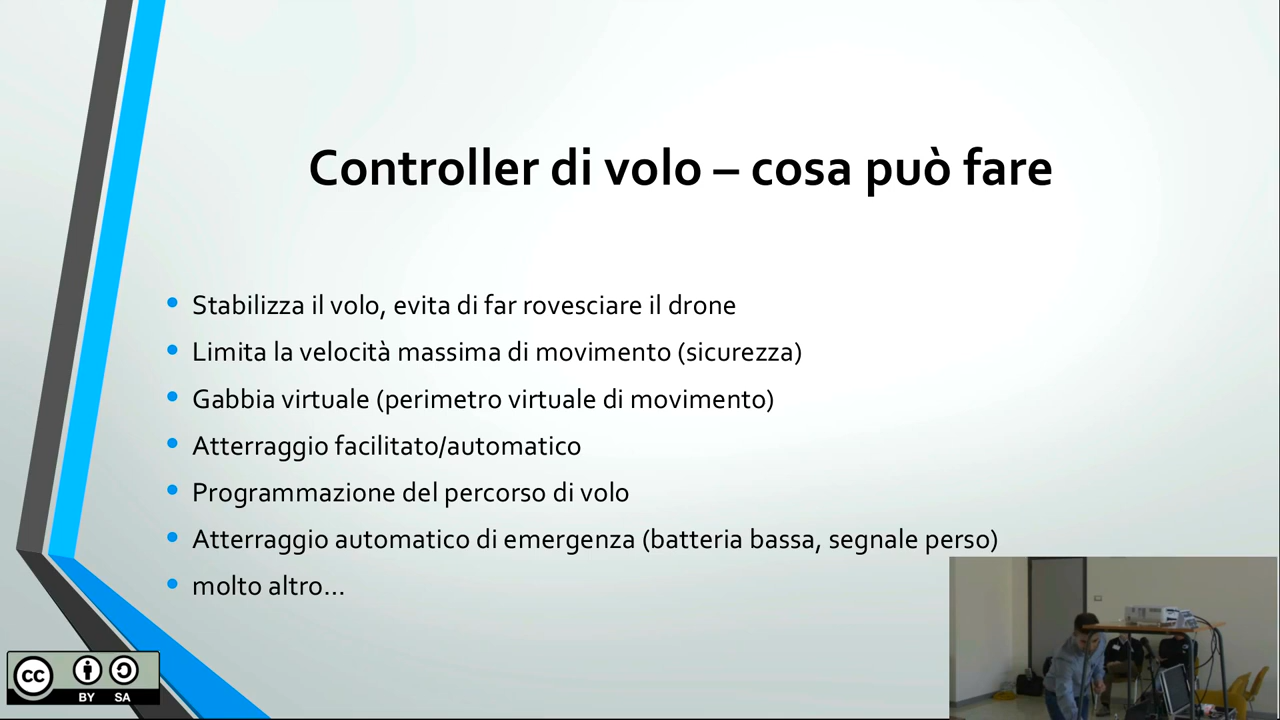 Controller di volo – cosa può fare
Stabilizza il volo, evita di far rovesciare il drone
Limita la velocità massima di movimento (sicurezza)
Gabbia virtuale (perimetro virtuale di movimento)
Atterraggio facilitato/automatico
Programmazione del percorso di volo
Atterraggio automatico di emergenza (batteria bassa, segnale perso)
molto altro…
cc
BY SA